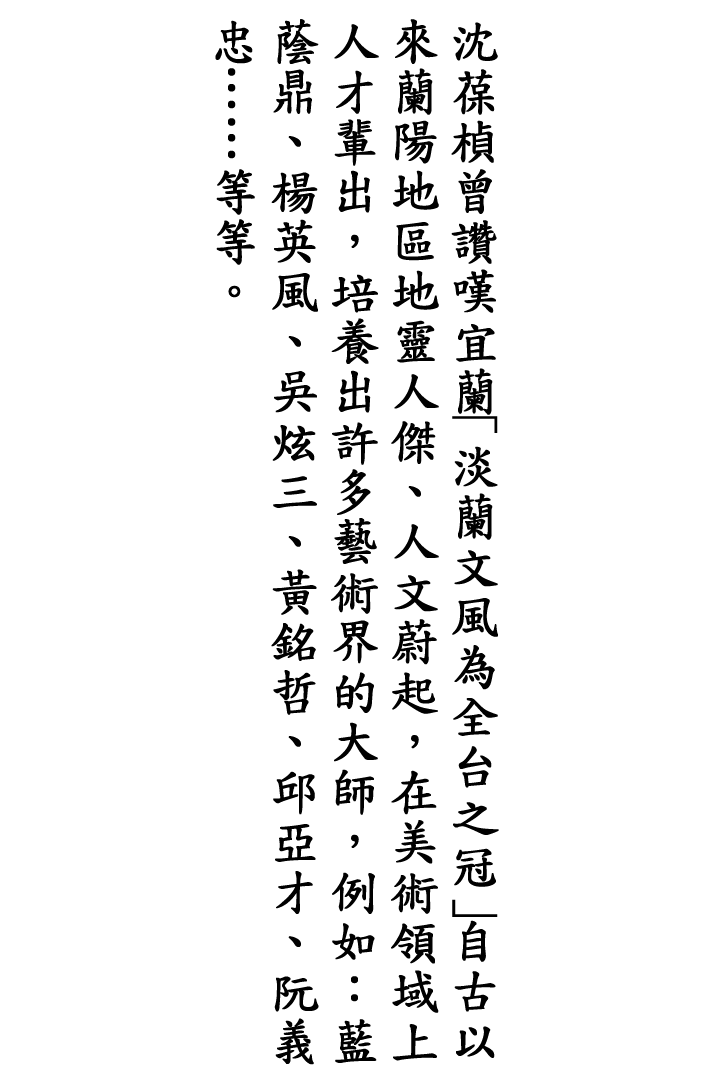 沈葆楨曾讚嘆宜蘭「淡蘭文風為全台之冠」自古以
來蘭陽地區地靈人傑、人文蔚起，在美術領域上
人才輩出，培養出許多藝術界的大師，例如：藍
蔭鼎、楊英風、吳炫三、黃銘哲、邱亞才、阮義
忠……等等。